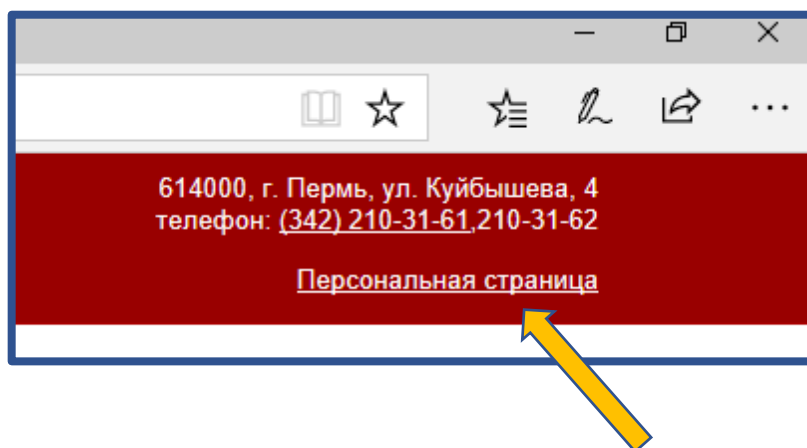 614000, г. Пермь, ул. Куйбышева, 4
телефон: (342) 210-31-61,210-31-62
Персональная страница